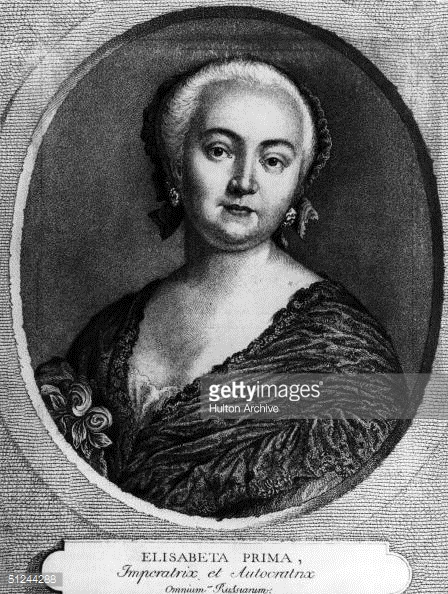 gettyimages®
Hulton Archive
ELISABETA PRIMA,
Imperatrix et Autocratrix
Omnium Russiarum.
51244288